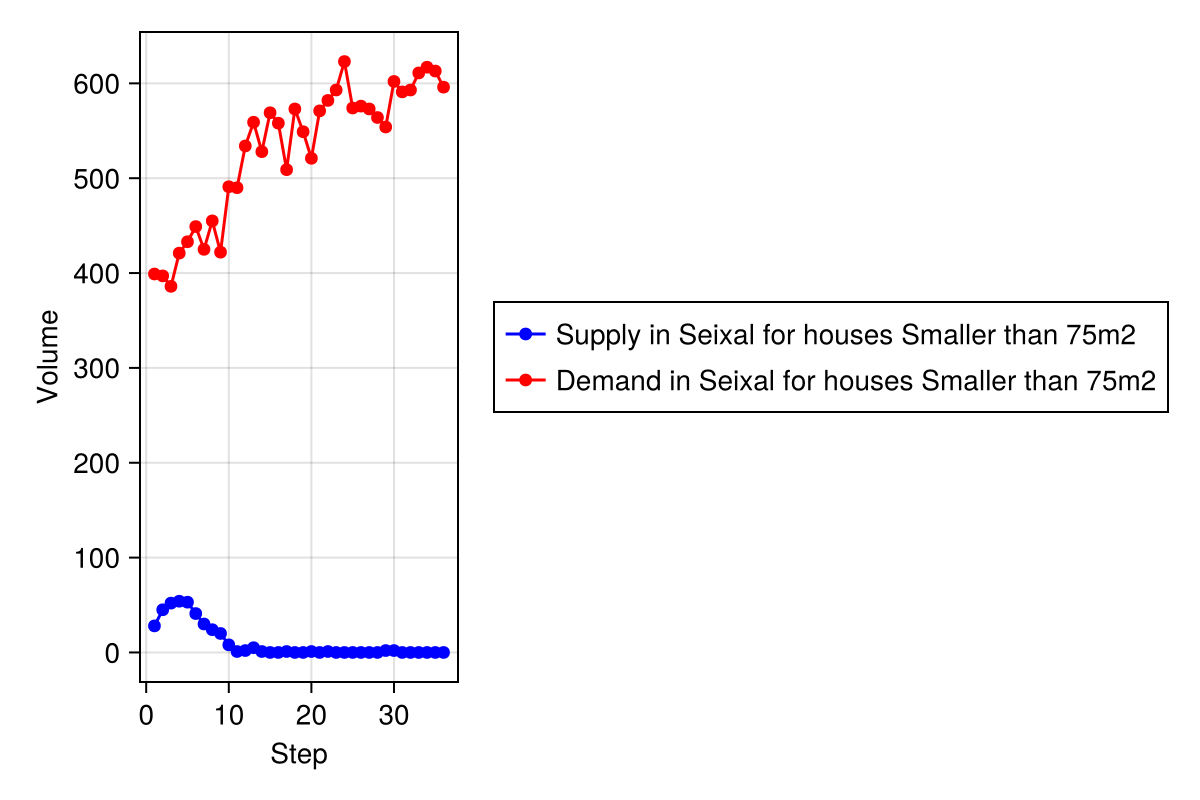 600
500
400
300
200
100
0
Volume
0 10 20 30
Step
Supply in Seixal for houses Smaller than 75m2
Demand in Seixal for houses Smaller than 75m2